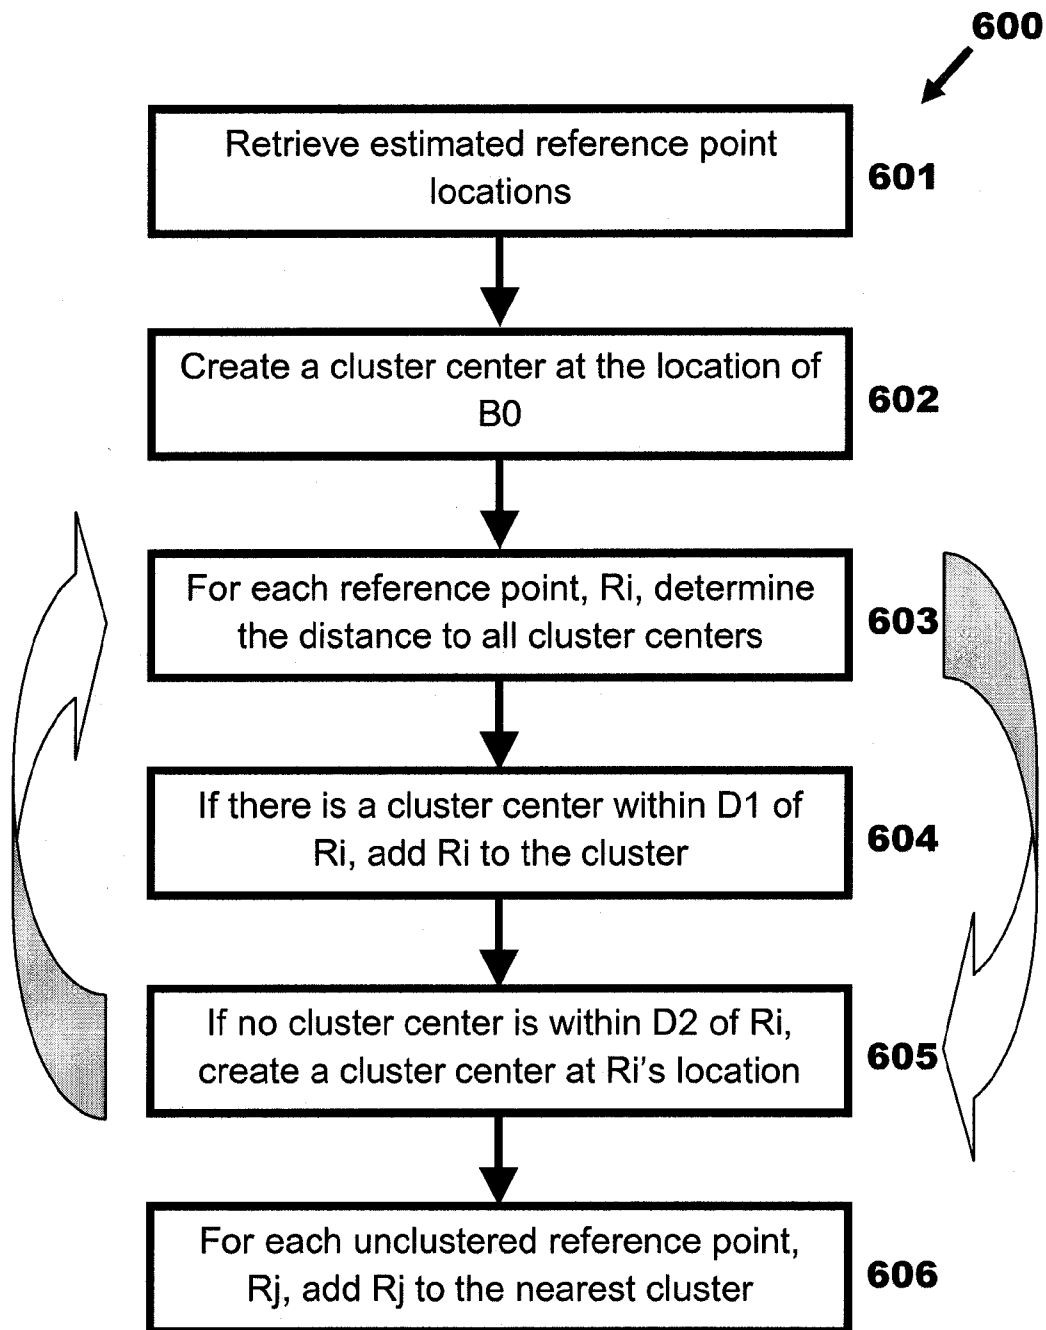 600
Retrieve estimated reference point
locations
601
Create a cluster center at the location of
B0
602
For each reference point, Ri, determine
the distance to all cluster centers
603
If there is a cluster center within D1 of
Ri, add Ri to the cluster
604
If no cluster center is within D2 of Ri,
create a cluster center at Ri's location
605
For each unclustered reference point,
Rj, add Rj to the nearest cluster
606